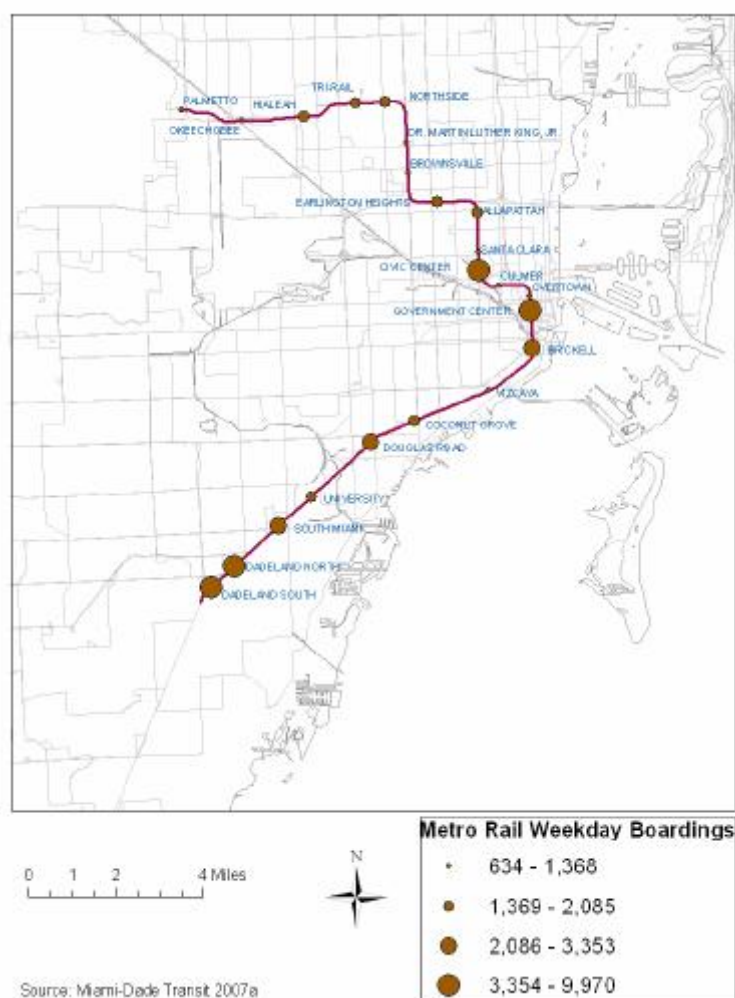 PALMETTO
HIALEAH
TRI RAIL
NORTHSIDE
OKEECHOBEE
DR. MARTIN LUTHER KING, JR.
BROWNSVILLE
EARLINGTON HEIGHTS
ALLAPATTAH
SANTA CLARA
CIVIC CENTER
CULMER
OVERTOWN
GOVERNMENT CENTER
BRICKELL
VIZCAYA
COCONUT GROVE
DOUGLAS ROAD
UNIVERSITY
SOUTH MIAMI
DADELAND NORTH
DADELAND SOUTH
Metro Rail Weekday Boardings
634 - 1,368
1,369 - 2,085
2,086 - 3,353
3,354 - 9,970
0 2 4 Miles
N
Source: Miami-Dade Transit 2007a